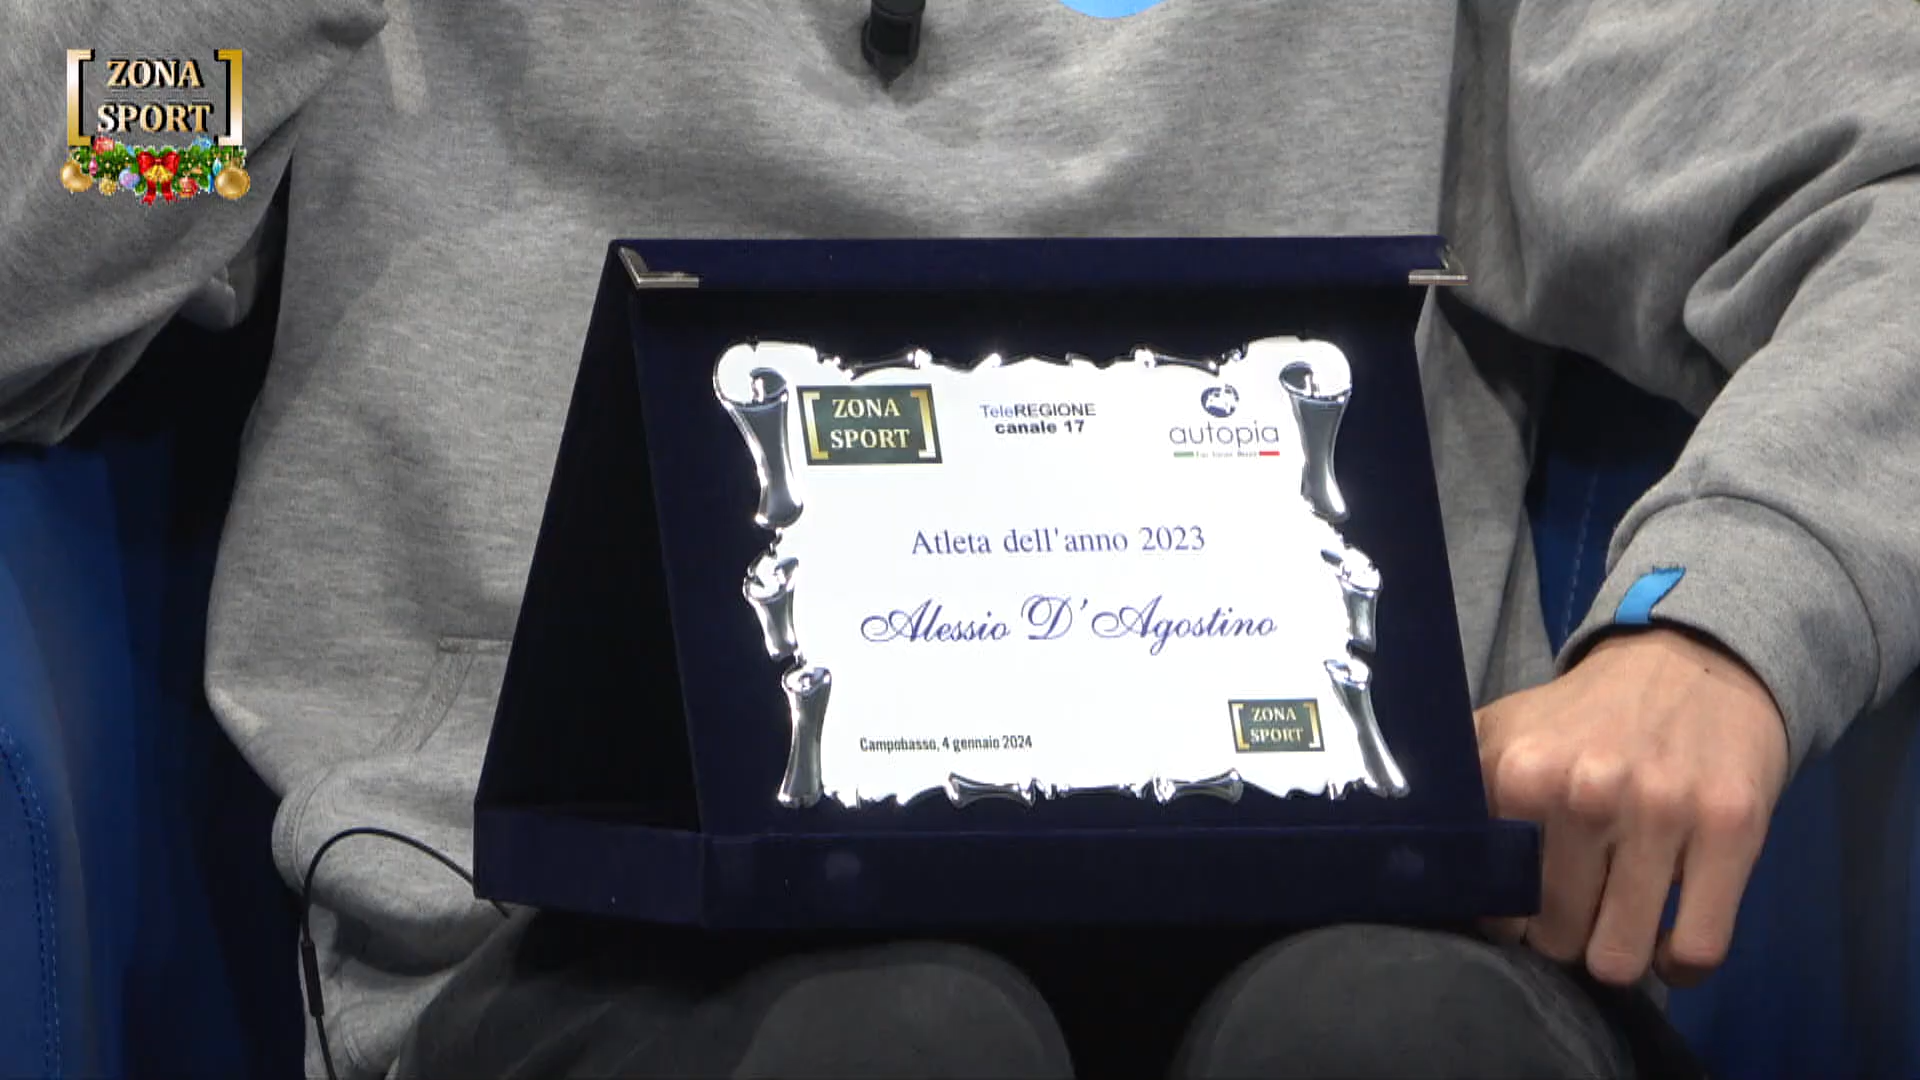 ZONA
SPORT
ZONA
SPORT
TeleREGIONE
canale 17
autopia
Atleta dell'anno 2023
Alessio D'Agostino
Campobasso, 4 gennaio 2024
ZONA
SPORT